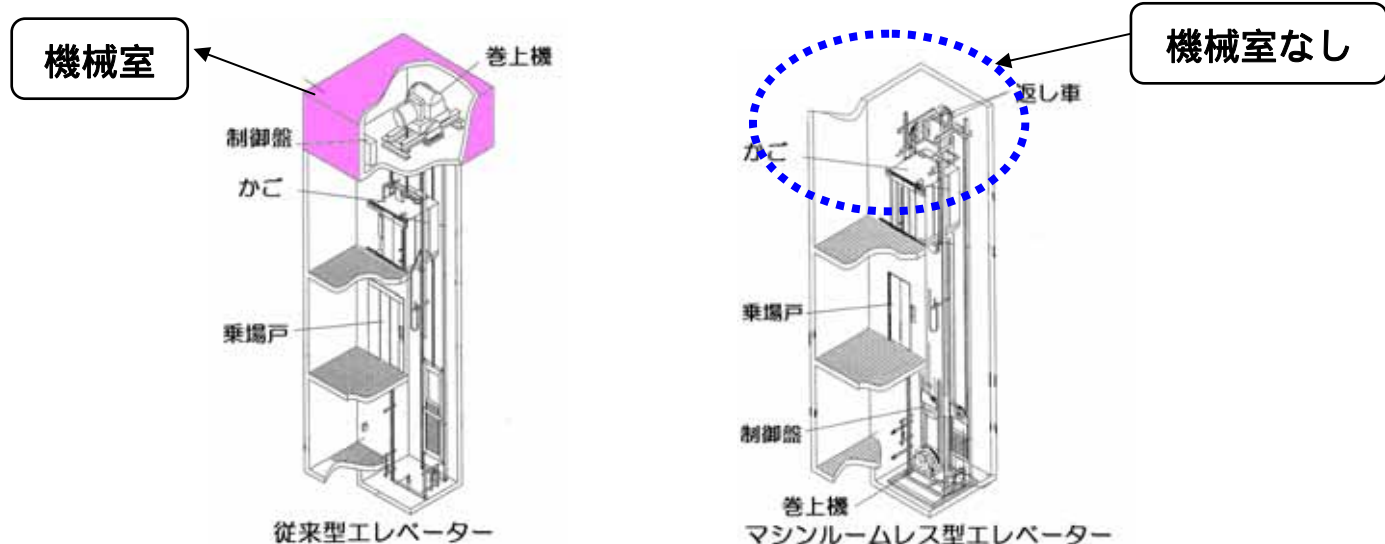 機械室
巻上機
制御盤
かご
乗場戸
従来型エレベーター
機械室なし
返し車
かご
乗場戸
制御盤
巻上機
マシンルームレス型エレベーター